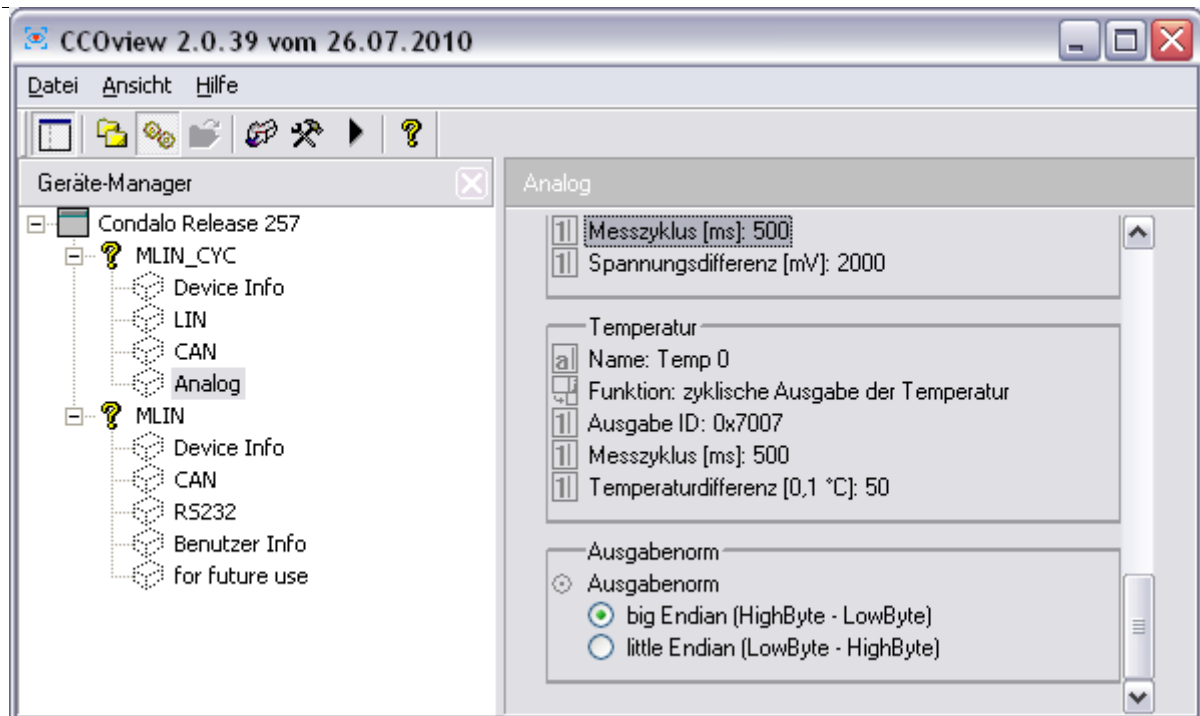 CCOview 2.0.39 vom 26.07.2010
Datei Ansicht Hilfe
Geräte-Manager
Condalo Release 257
MLIN_CYC
Device Info
LIN
CAN
Analog
MLIN
Device Info
CAN
RS232
Benutzer Info
for future use
Analog
Messzyklus [ms]: 500
Spannungsdifferenz [mV]: 2000
Temperatur
Name: Temp 0
Funktion: zyklische Ausgabe der Temperatur
Ausgabe ID: 0x7007
Messzyklus [ms]: 500
Temperaturdifferenz [0,1 °C]: 50
Ausgabenorm
Ausgabenorm
big Endian (HighByte - LowByte)
little Endian (LowByte - HighByte)